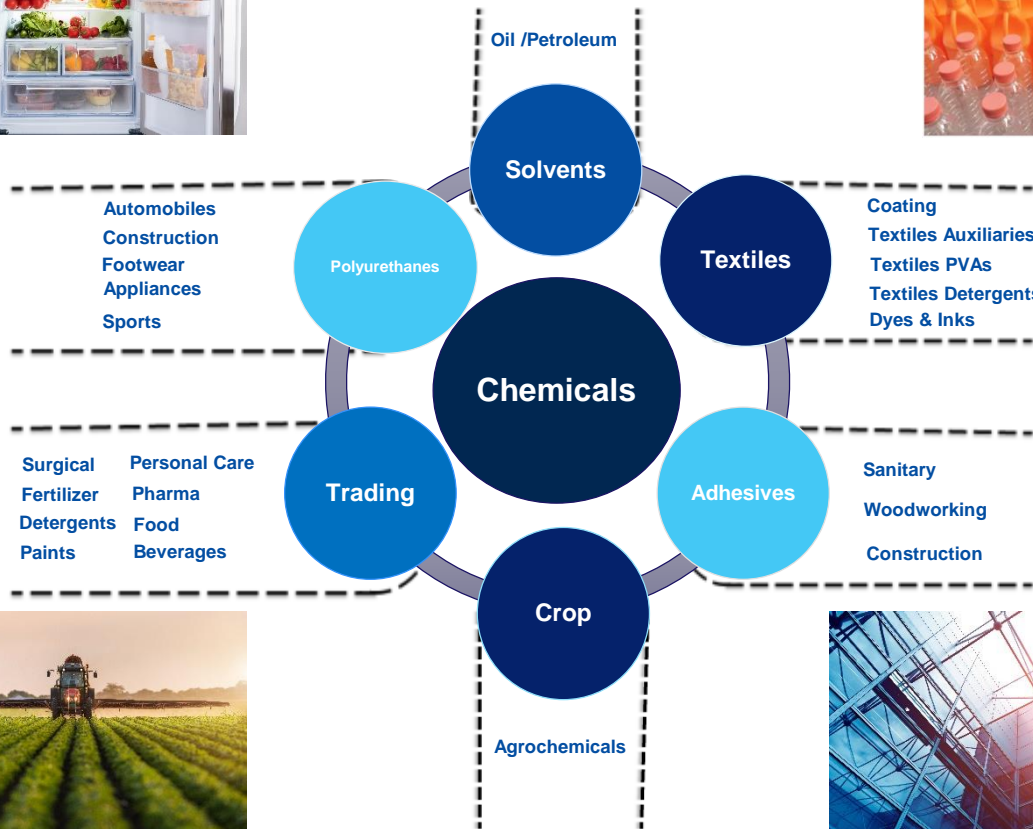 Oil /Petroleum
Solvents
Polyurethanes
Automobiles
Construction
Footwear
Appliances
Sports
Textiles
Coating
Textiles Auxiliaries
Textiles PVAs
Textiles Detergents
Dyes & Inks
Chemicals
Trading
Surgical
Fertilizer
Detergents
Paints
Personal Care
Pharma
Food
Beverages
Adhesives
Sanitary
Woodworking
Construction
Crop
Agrochemicals